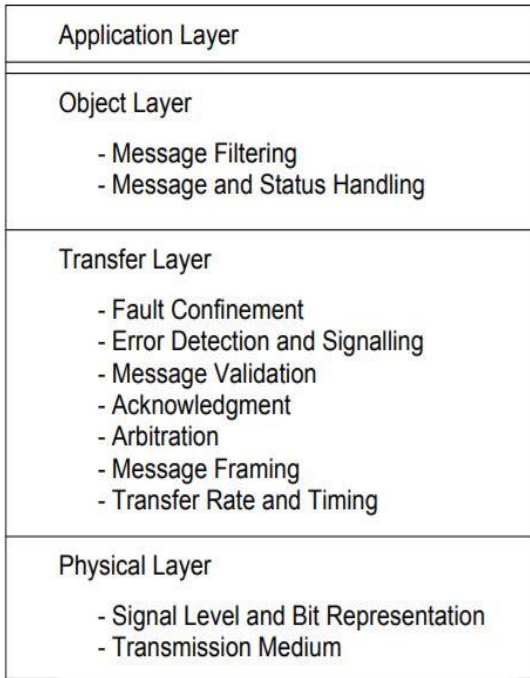 Application Layer
Object Layer
- Message Filtering
- Message and Status Handling
Transfer Layer
- Fault Confinement
- Error Detection and Signalling
- Message Validation
- Acknowledgment
- Arbitration
- Message Framing
- Transfer Rate and Timing
Physical Layer
- Signal Level and Bit Representation
- Transmission Medium